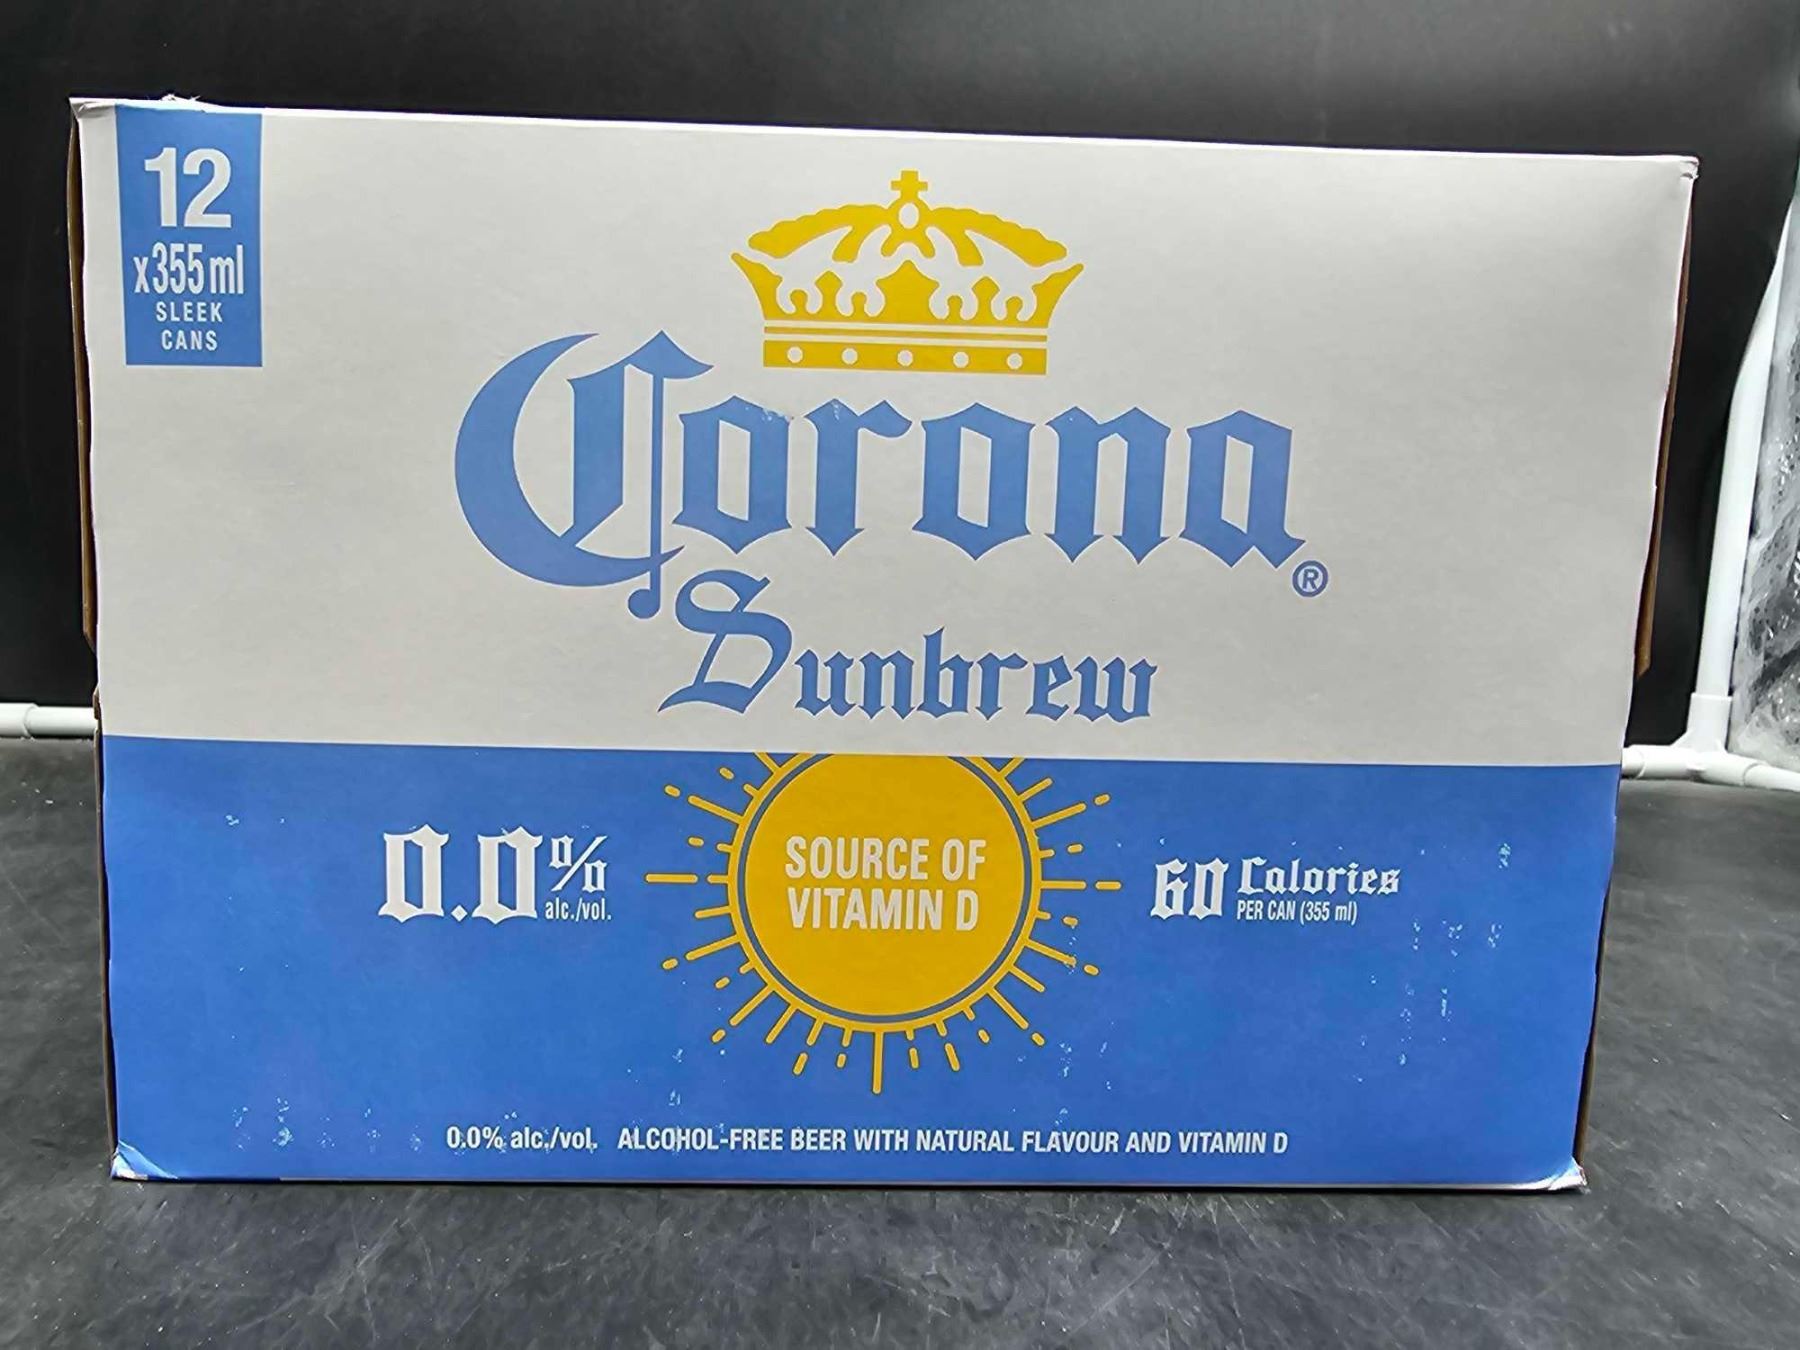 12
x355ml
SLEEK
CANS
Corona®
Sunbrew
0.0% alc./vol.
SOURCE OF
VITAMIN D
60 Calories
PER CAN (355 ml)
0.0% alc./vol. ALCOHOL-FREE BEER WITH NATURAL FLAVOUR AND VITAMIN D